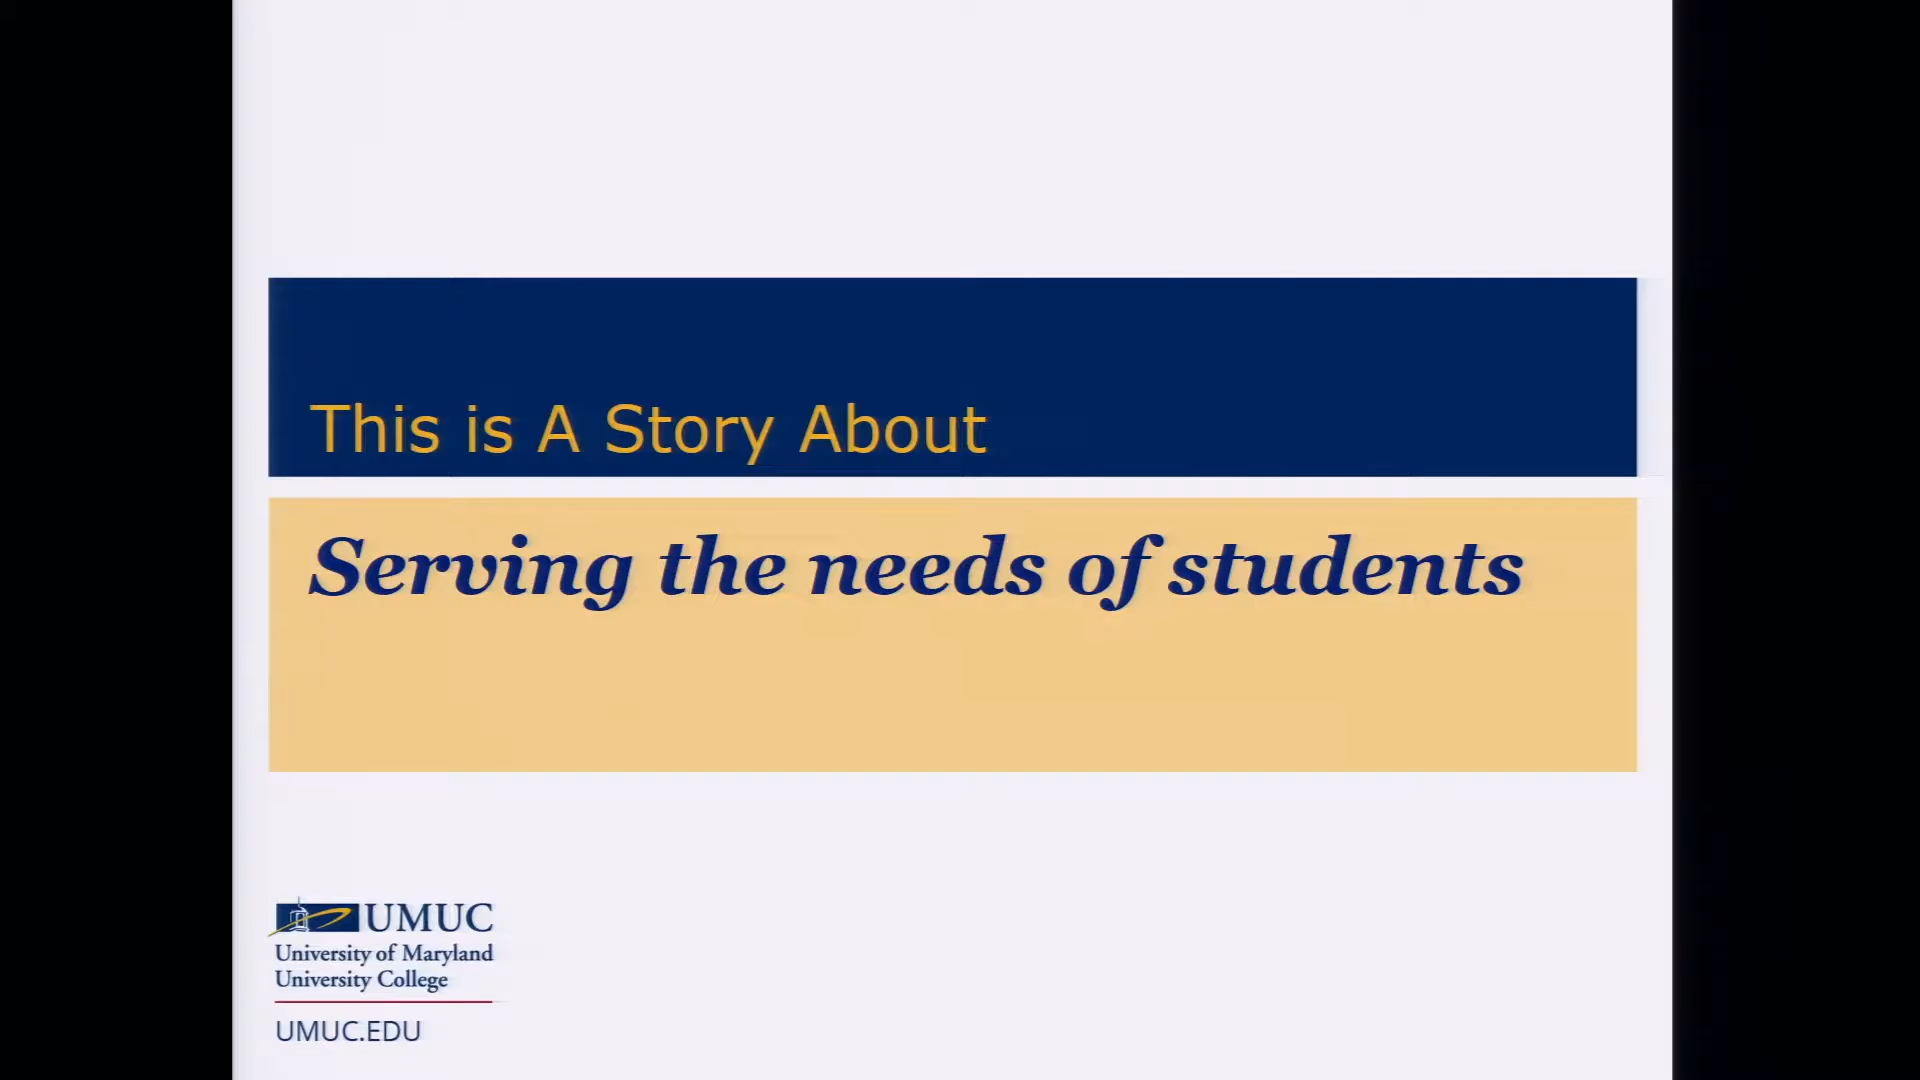 This is A Story About
Serving the needs of students
UMUC
University of Maryland
University College
UMUC.EDU